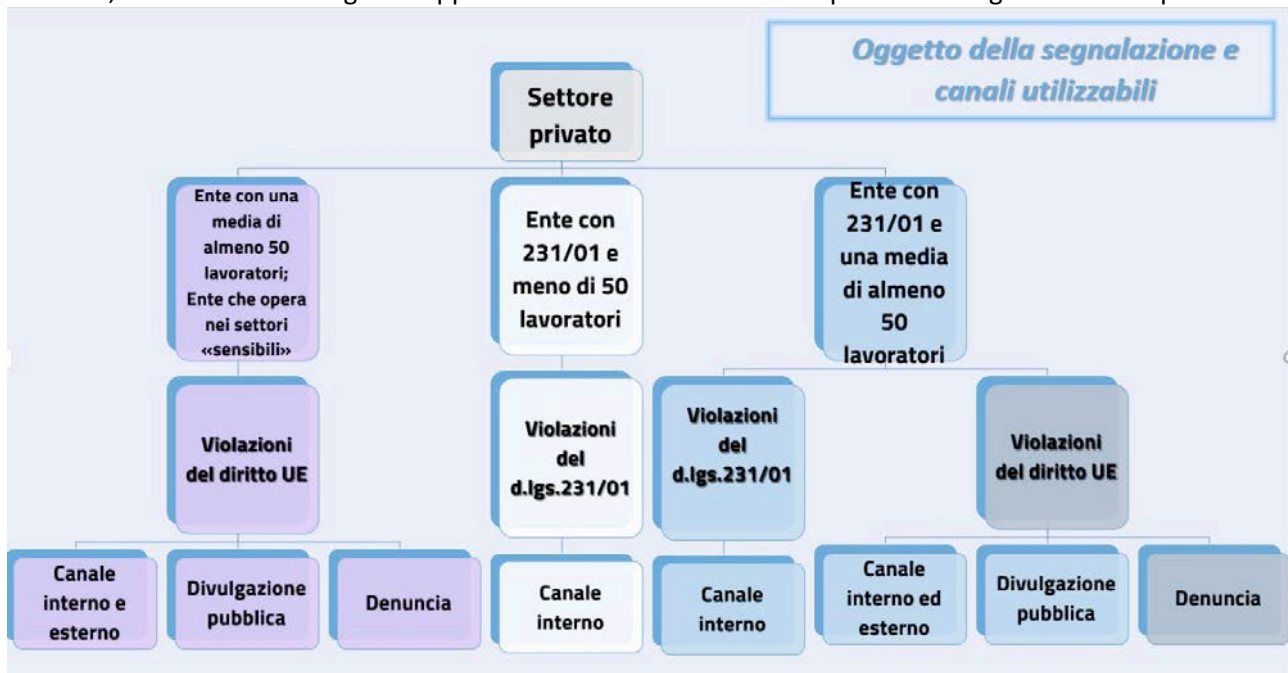 Oggetto della segnalazione e
canali utilizzabili
Settore
privato
Ente con una
media di
almeno 50
lavoratori;
Ente che opera
nei settori
«sensibili»
Ente con
231/01 e
meno di 50
lavoratori
Ente con
231/01 e
una media
di almeno
50
lavoratori
Violazioni
del diritto UE
Violazioni
del
d.lgs.231/01
Violazioni
del
d.lgs.231/01
Violazioni
del diritto UE
Canale
interno e
esterno
Divulgazione
pubblica
Denuncia
Canale
interno
Canale
interno
Canale
interno ed
esterno
Divulgazione
pubblica
Denuncia